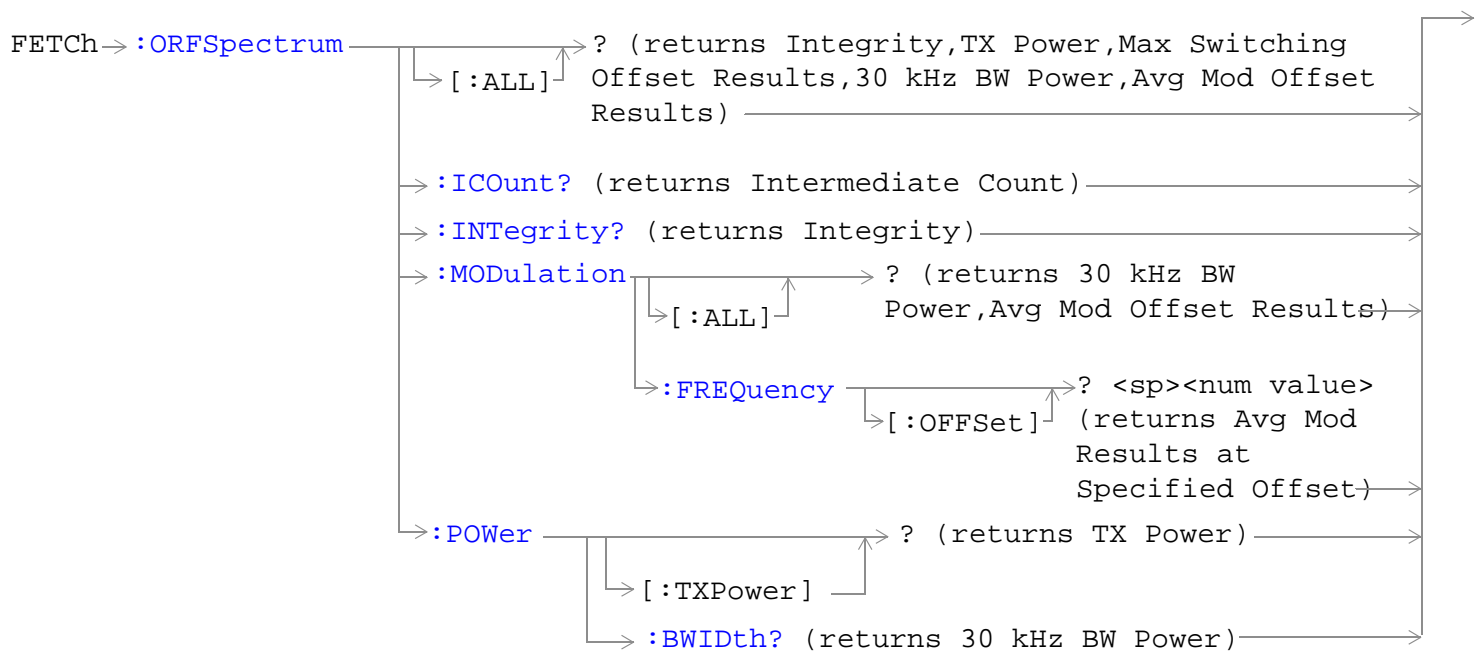 FETCh :ORFSpectrum ? (returns Integrity,TX Power,Max Switching
[:ALL] Offset Results,30 kHz BW Power,Avg Mod Offset
Results)
:ICOunt? (returns Intermediate Count)
:INTegrity? (returns Integrity)
:MODulation ? (returns 30 kHz BW
[:ALL] Power,Avg Mod Offset Results)
:FREQuency ? <sp><num value>
[:OFFSet] (returns Avg Mod
Results at
Specified Offset)
:POWer ? (returns TX Power)
[:TXPower]
:BWIDth? (returns 30 kHz BW Power)